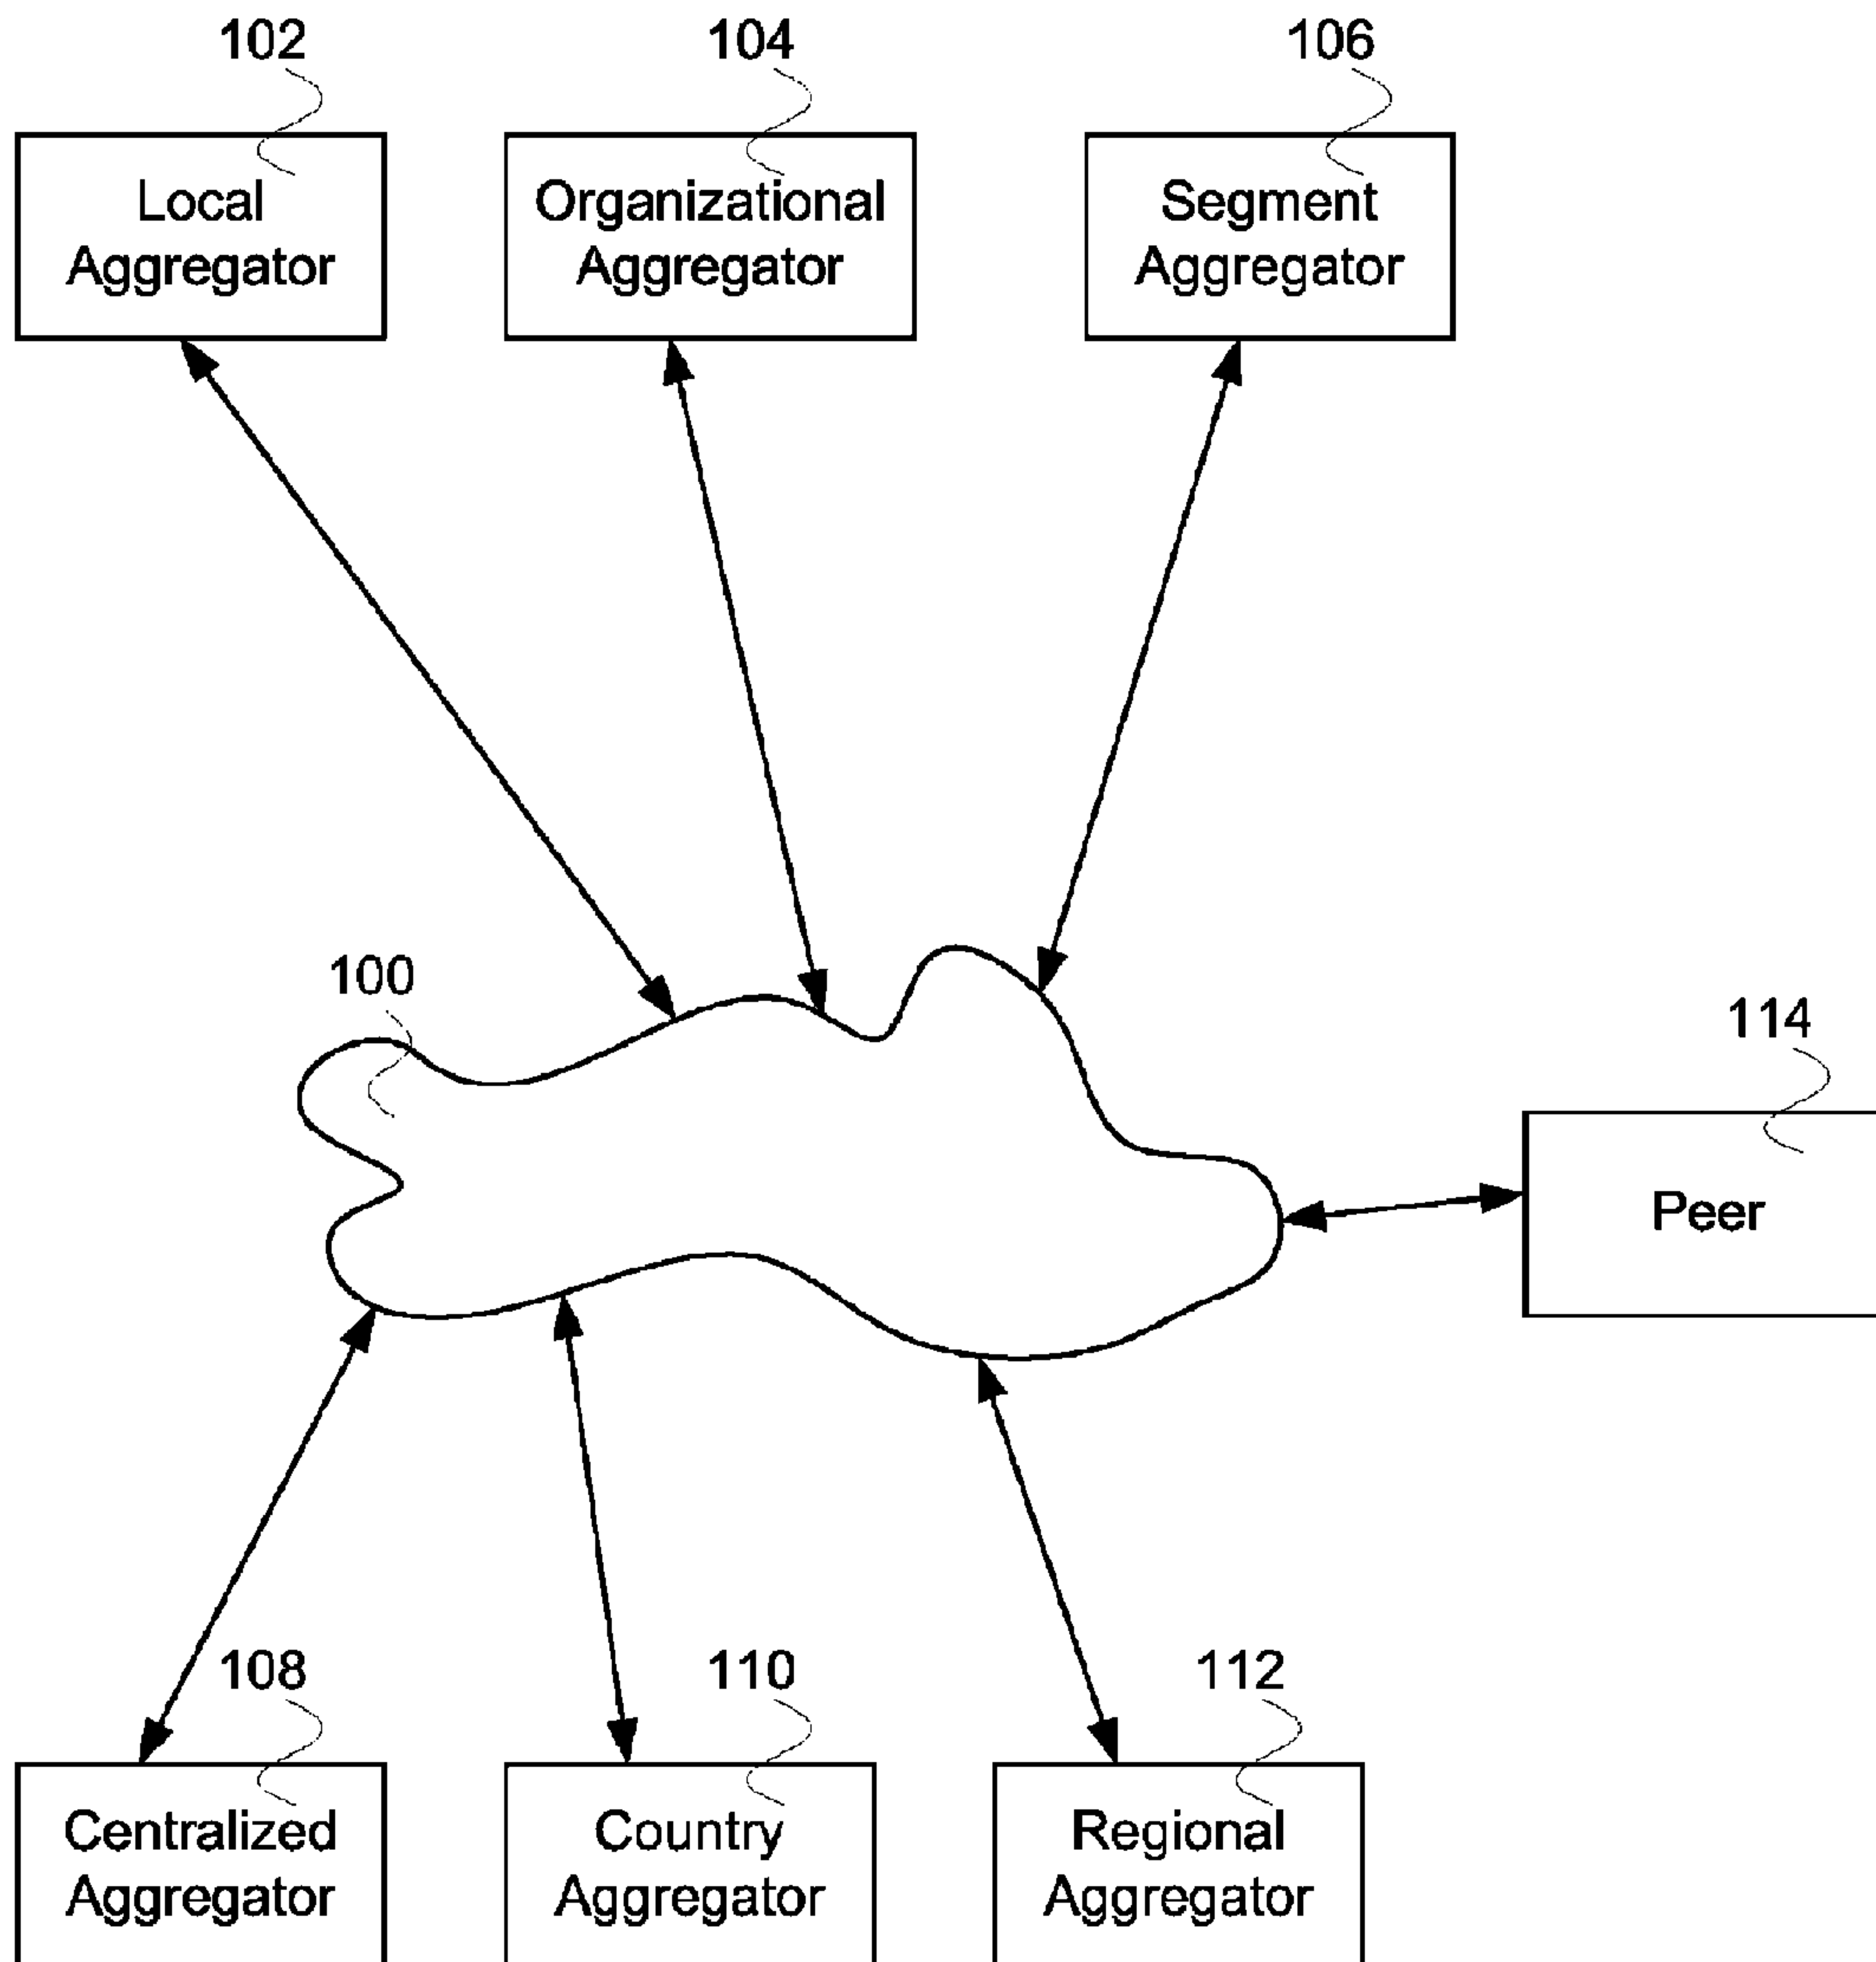 102
104
106
Local
Aggregator
Organizational
Aggregator
Segment
Aggregator
100
114
Peer
108
110
112
Centralized
Aggregator
Country
Aggregator
Regional
Aggregator